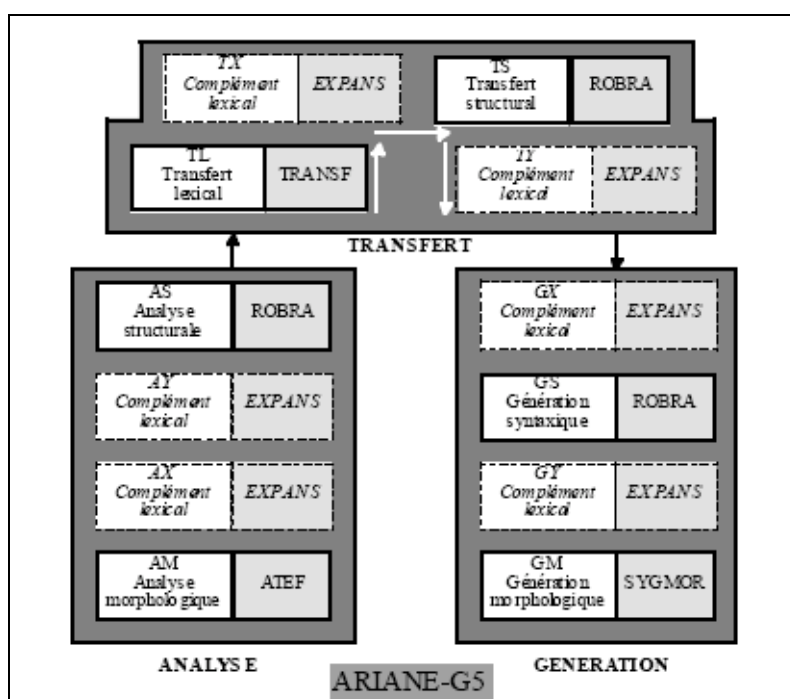 TX
Complément
lexical
EXPANS
TS
Transfert
structural
ROBRA
TL
Transfert
lexical
TRANSF
TY
Complément
lexical
EXPANS
TRANSFERT
AS
Analyse
structurale
ROBRA
AY
Complément
lexical
EXPANS
AX
Complément
lexical
EXPANS
AM
Analyse
morphologique
ATEF
ANALYSE
GX
Complément
lexical
EXPANS
GS
Génération
syntaxique
ROBRA
GY
Complément
lexical
EXPANS
GM
Génération
morphologique
SYGMOR
GENERATION
ARIANE-G5